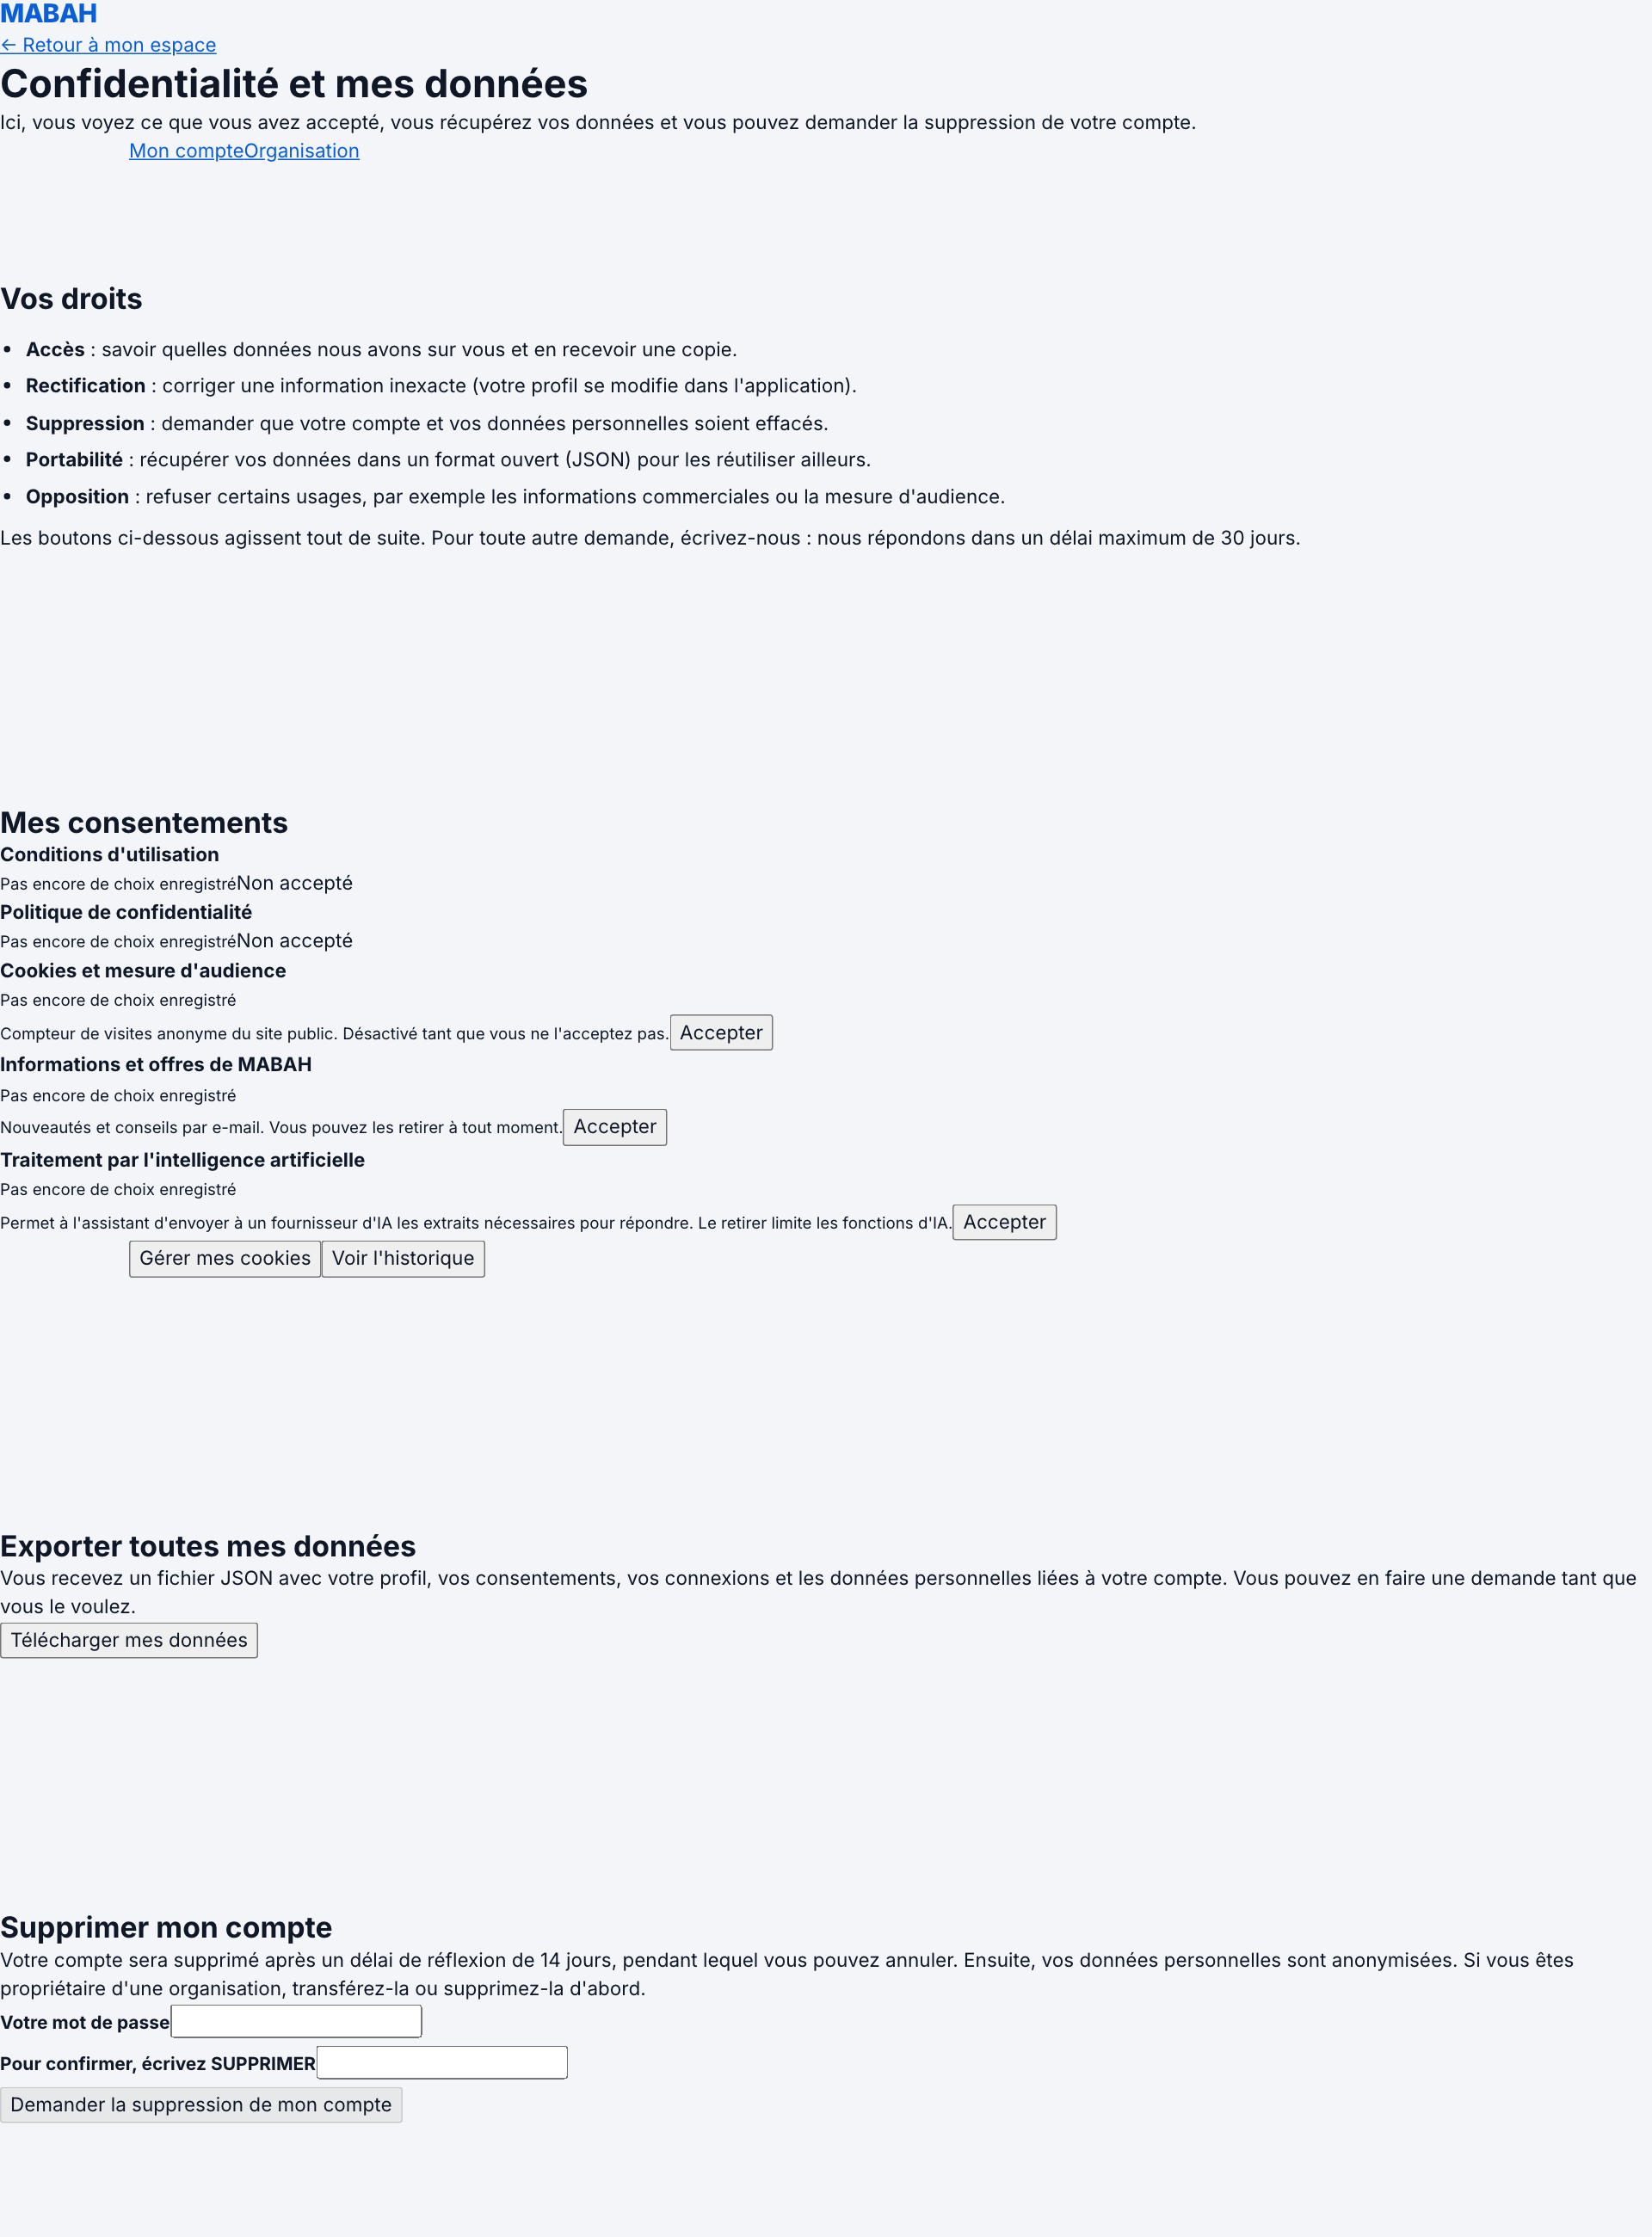 MABAH
← Retour à mon espace
Confidentialité et mes données
Ici, vous voyez ce que vous avez accepté, vous récupérez vos données et vous pouvez demander la suppression de votre compte.
Mon compteOrganisation
Vos droits
• Accès : savoir quelles données nous avons sur vous et en recevoir une copie.
• Rectification : corriger une information inexacte (votre profil se modifie dans l'application).
• Suppression : demander que votre compte et vos données personnelles soient effacés.
• Portabilité : récupérer vos données dans un format ouvert (JSON) pour les réutiliser ailleurs.
• Opposition : refuser certains usages, par exemple les informations commerciales ou la mesure d'audience.
Les boutons ci-dessous agissent tout de suite. Pour toute autre demande, écrivez-nous : nous répondons dans un délai maximum de 30 jours.
Mes consentements
Conditions d'utilisation
Pas encore de choix enregistréNon accepté
Politique de confidentialité
Pas encore de choix enregistréNon accepté
Cookies et mesure d'audience
Pas encore de choix enregistré
Compteur de visites anonyme du site public. Désactivé tant que vous ne l'acceptez pas. Accepter
Informations et offres de MABAH
Pas encore de choix enregistré
Nouveautés et conseils par e-mail. Vous pouvez les retirer à tout moment. Accepter
Traitement par l'intelligence artificielle
Pas encore de choix enregistré
Permet à l'assistant d'envoyer à un fournisseur d'IA les extraits nécessaires pour répondre. Le retirer limite les fonctions d'IA. Accepter
Gérer mes cookies Voir l'historique
Exporter toutes mes données
Vous recevez un fichier JSON avec votre profil, vos consentements, vos connexions et les données personnelles liées à votre compte. Vous pouvez en faire une demande tant que
vous le voulez.
Télécharger mes données
Supprimer mon compte
Votre compte sera supprimé après un délai de réflexion de 14 jours, pendant lequel vous pouvez annuler. Ensuite, vos données personnelles sont anonymisées. Si vous êtes
propriétaire d'une organisation, transférez-la ou supprimez-la d'abord.
Votre mot de passe
Pour confirmer, écrivez SUPPRIMER
Demander la suppression de mon compte